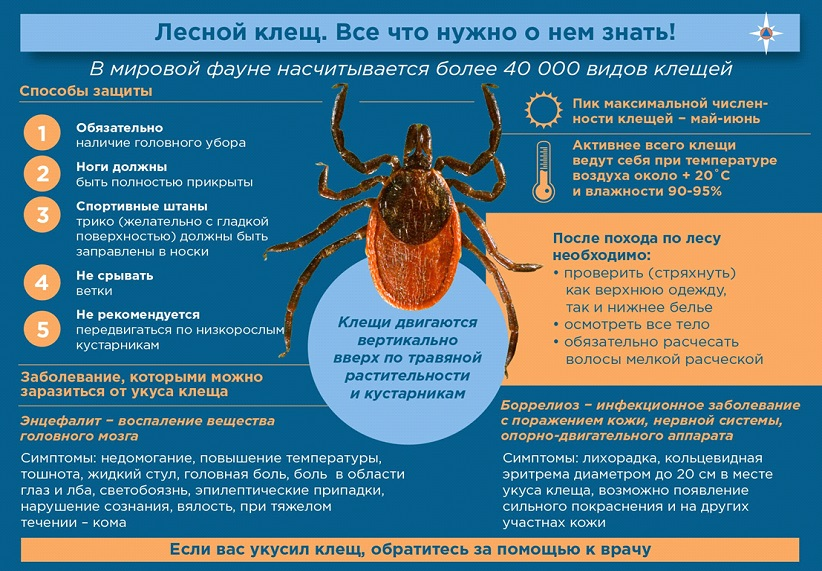 Лесной клещ. Все что нужно о нем знать!
В мировой фауне насчитывается более 40 000 видов клещей
Способы защиты
1
Обязательно
наличие головного убора
2
Ноги должны
быть полностью прикрыты
3
Спортивные штаны
трико (желательно с гладкой
поверхностью) должны быть
заправлены в носки
4
Не срывать
ветки
5
Не рекомендуется
передвигаться по низкорослым
кустарникам
Пик максимальной числен-
ности клещей – май-июнь
Активнее всего клещи
ведут себя при температуре
воздуха около + 20˚С
и влажности 90-95%
После похода по лесу
необходимо:
• проверить (стряхнуть)
как верхнюю одежду,
так и нижнее белье
• осмотреть все тело
• обязательно расчесать
волосы мелкой расческой
Клещи двигаются
вертикально
вверх по травяной
растительности
и кустарникам
Заболевание, которыми можно
заразиться от укуса клеща
Энцефалит – воспаление вещества
головного мозга
Симптомы: недомогание, повышение температуры,
тошнота, жидкий стул, головная боль, боль в области
глаз и лба, светобоязнь, эпилептические припадки,
нарушение сознания, вялость, при тяжелом
течении – кома
Боррелиоз – инфекционное заболевание
с поражением кожи, нервной системы,
опорно-двигательного аппарата
Симптомы: лихорадка, кольцевидная
эритрема диаметром до 20 см в месте
укуса клеща, возможно появление
сильного покраснения и на других
участках кожи
Если вас укусил клещ, обратитесь за помощью к врачу